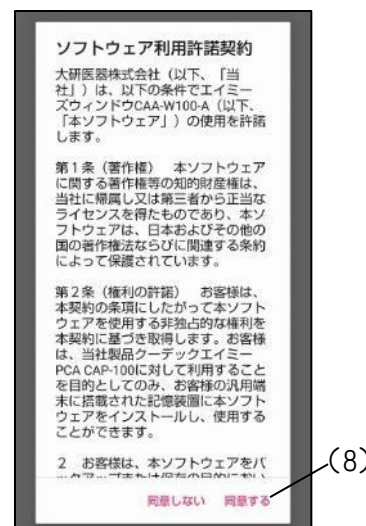 ソフトウェア利用許諾契約
大研医器株式会社（以下、「当
社」）は、以下の条件でエイミー
ズウィンドウCAA-W100-A（以下、
「本ソフトウェア」）の使用を許諾
します。
第1条（著作権）　本ソフトウェア
に関する著作権等の知的財産権は、
当社に帰属し又は第三者から正当な
ライセンスを得たものであり、本ソ
フトウェアは、日本およびその他の
国の著作権法ならびに関連する条約
によって保護されています。
第2条（権利の許諾）　お客様は、
本契約の条項にしたがって本ソフト
ウェアを使用する非独占的な権利を
本契約に基づき取得します。お客様
は、当社製品クーデックエイミー
PCA CAP-100に対して利用すること
を目的としてのみ、お客様の汎用端
末に搭載された記憶装置に本ソフト
ウェアをインストールし、使用する
ことができます。
2　お客様は、本ソフトウェアをバ
ックアップまたは保存の目的におい
同意しない　同意する
(8)